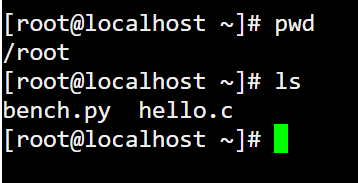 [root@localhost ~]# pwd
/root
[root@localhost ~]# ls
bench.py  hello.c
[root@localhost ~]#